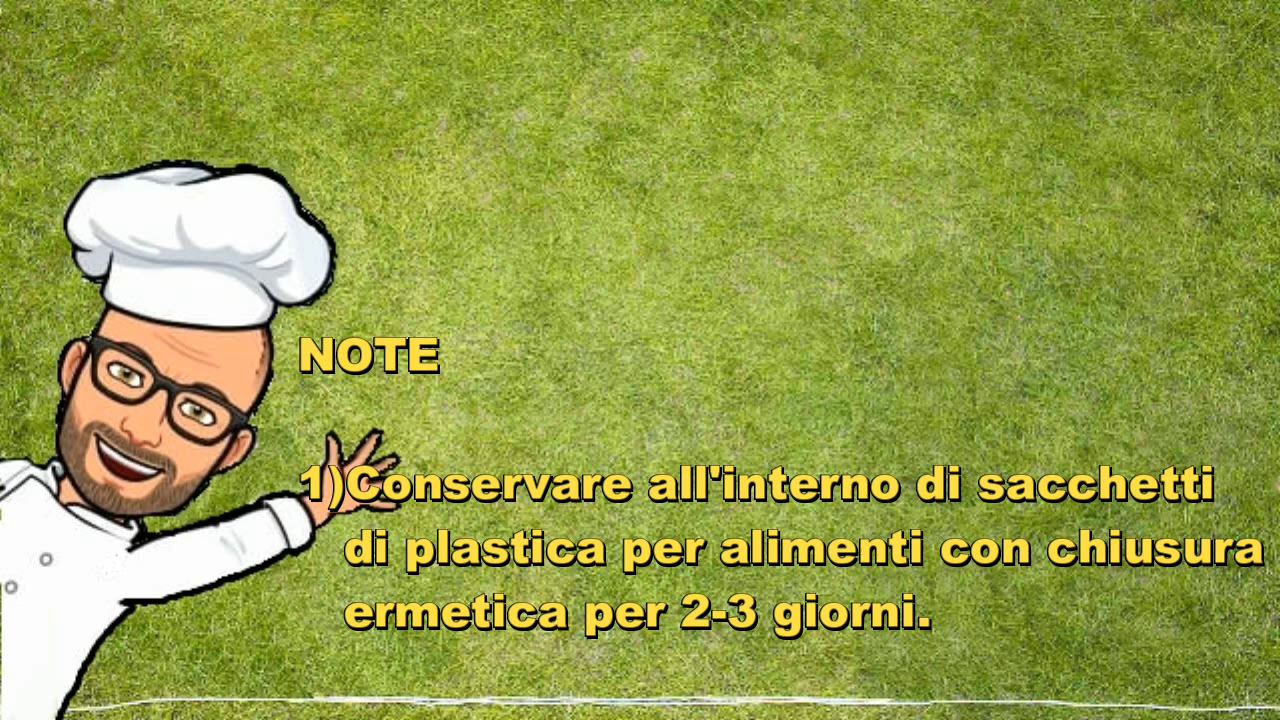 NOTE
1)Conservare all'interno di sacchetti
di plastica per alimenti con chiusura
ermetica per 2-3 giorni.